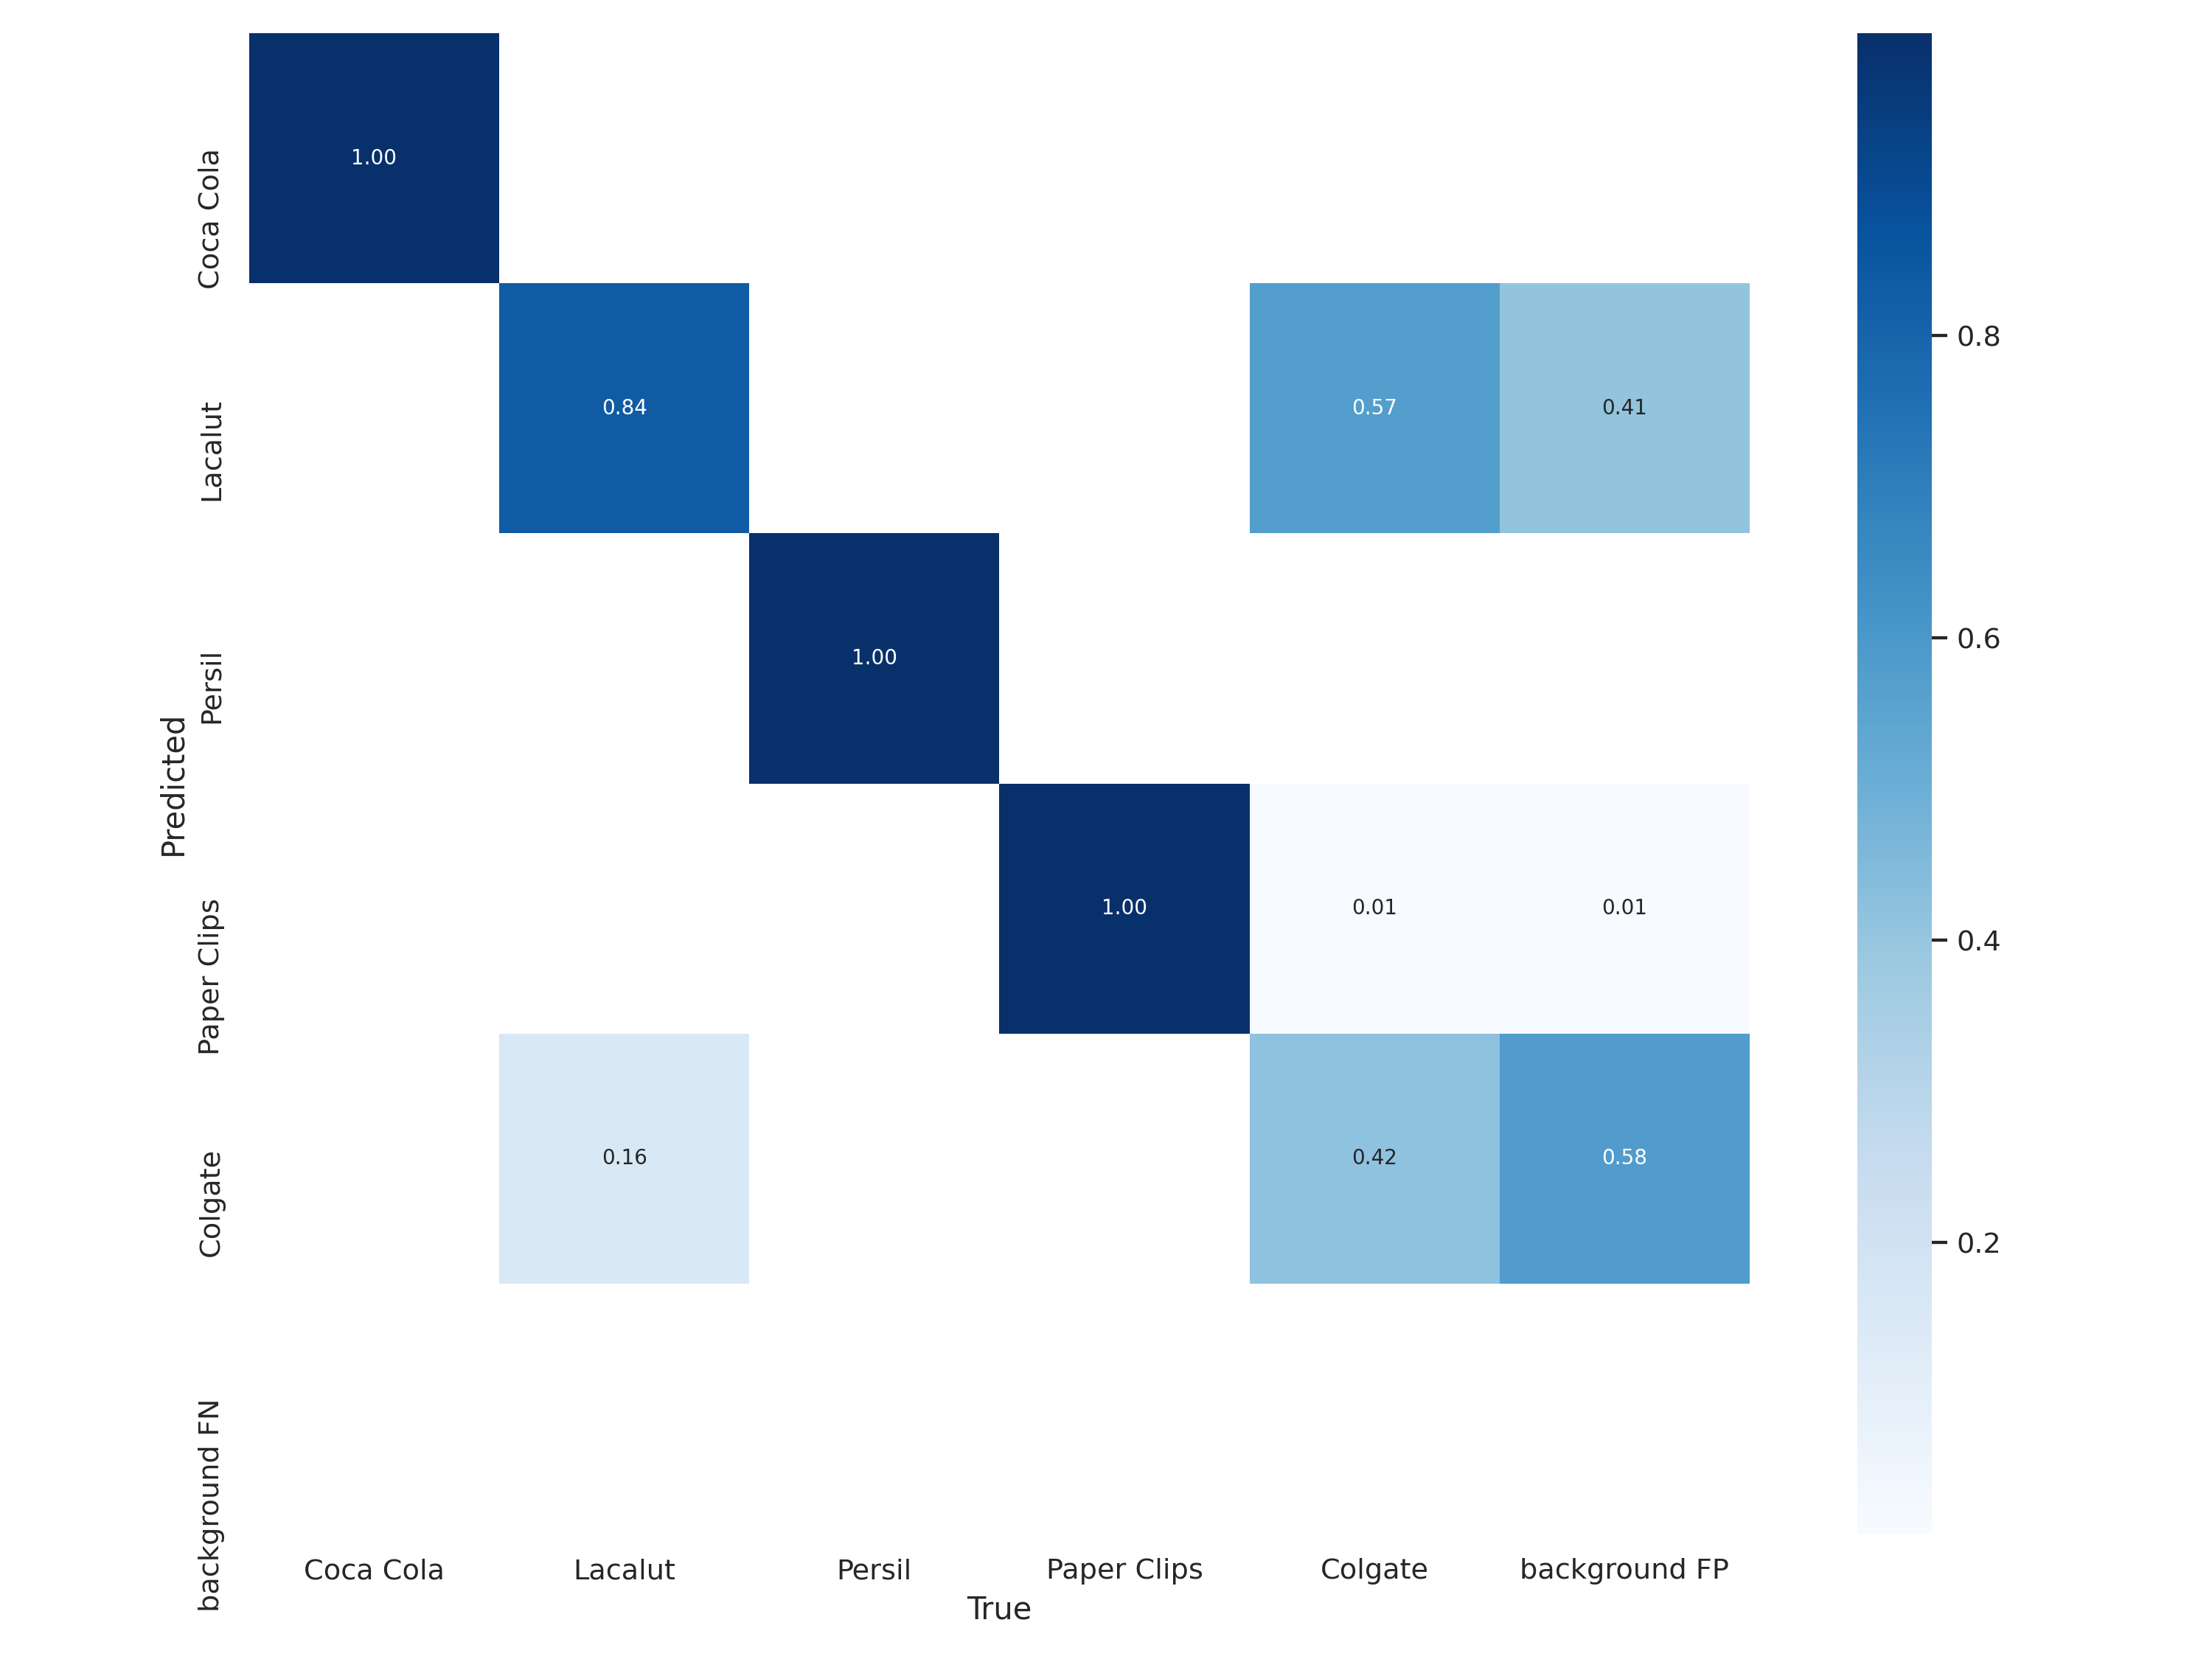 Predicted
Coca Cola
Lacalut
Persil
Paper Clips
Colgate
background FN
1.00
0.84 0.57 0.41
1.00
1.00 0.01 0.01
0.16 0.42 0.58
Coca Cola Lacalut Persil Paper Clips Colgate background FP
True
0.8
0.6
0.4
0.2